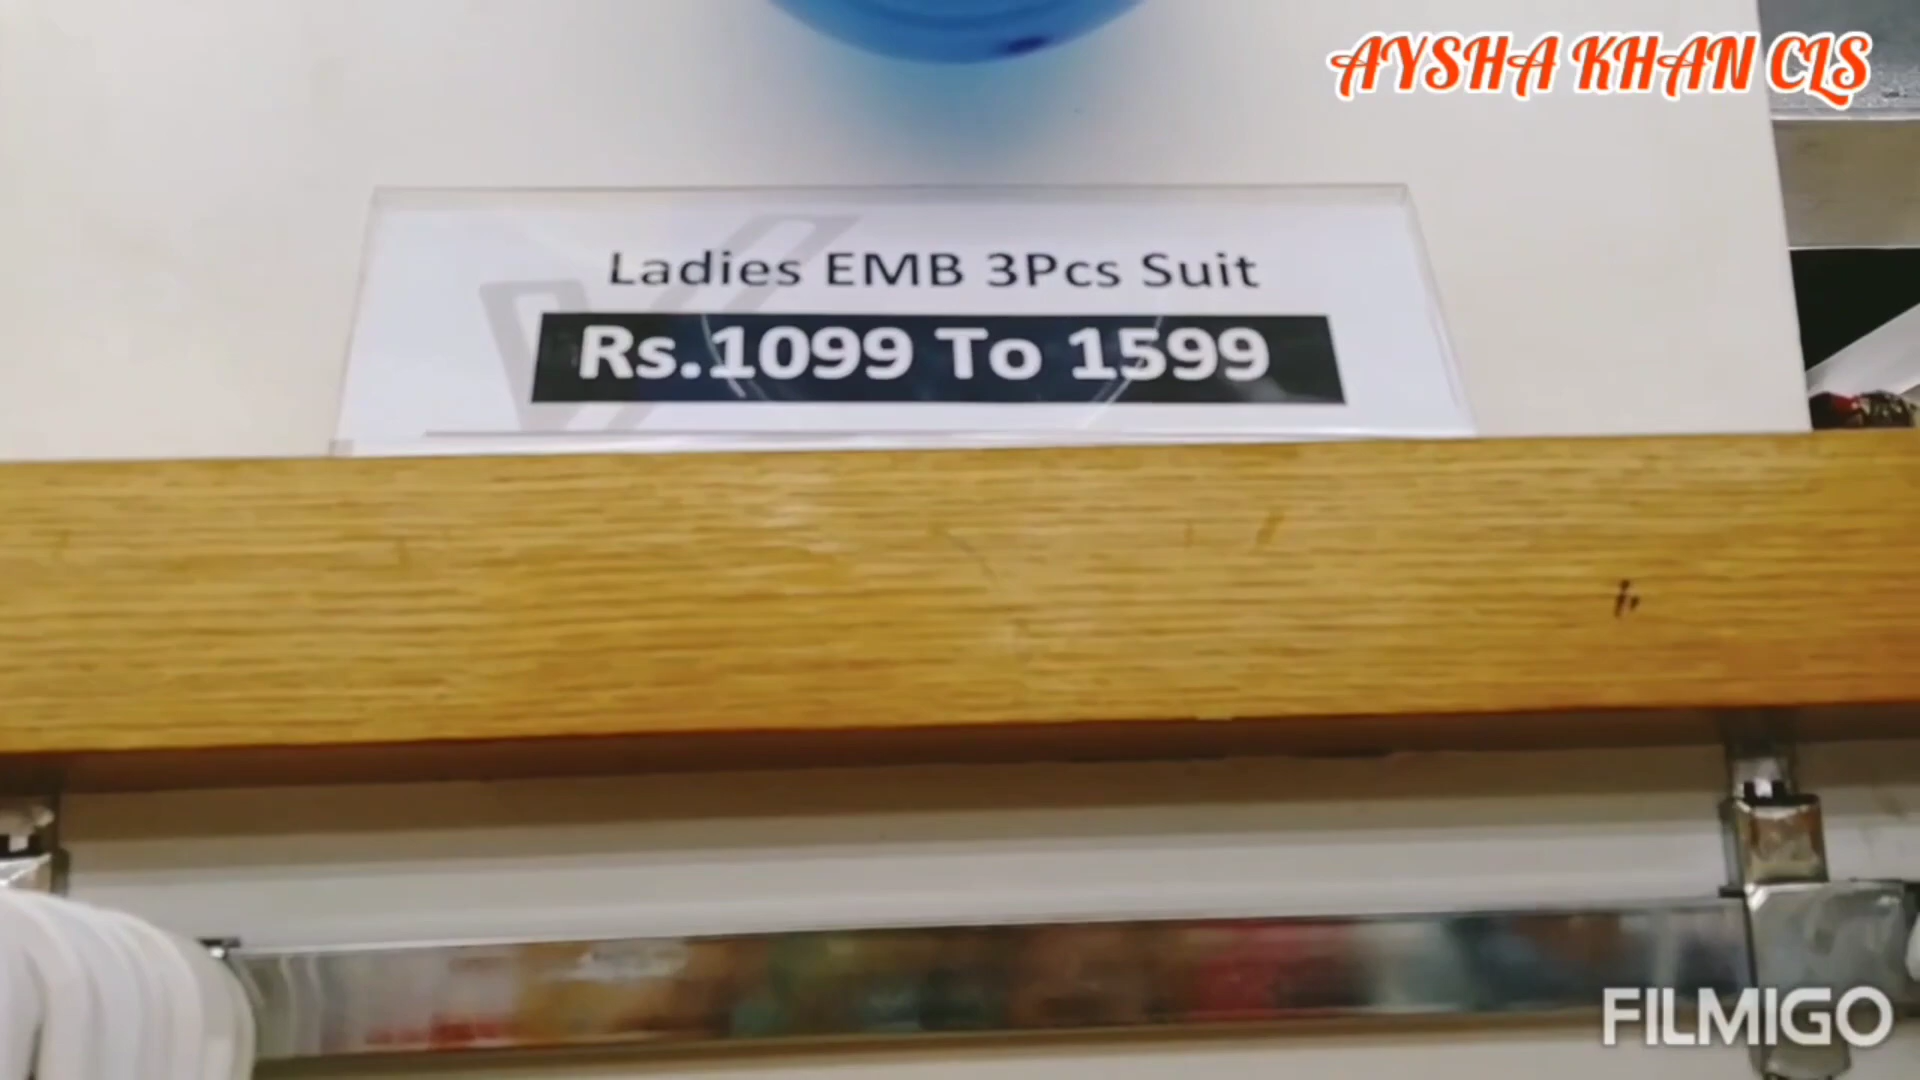 AYSHA KHAN CLS
Ladies EMB 3Pcs Suit
Rs.1099 To 1599
FILMIGO